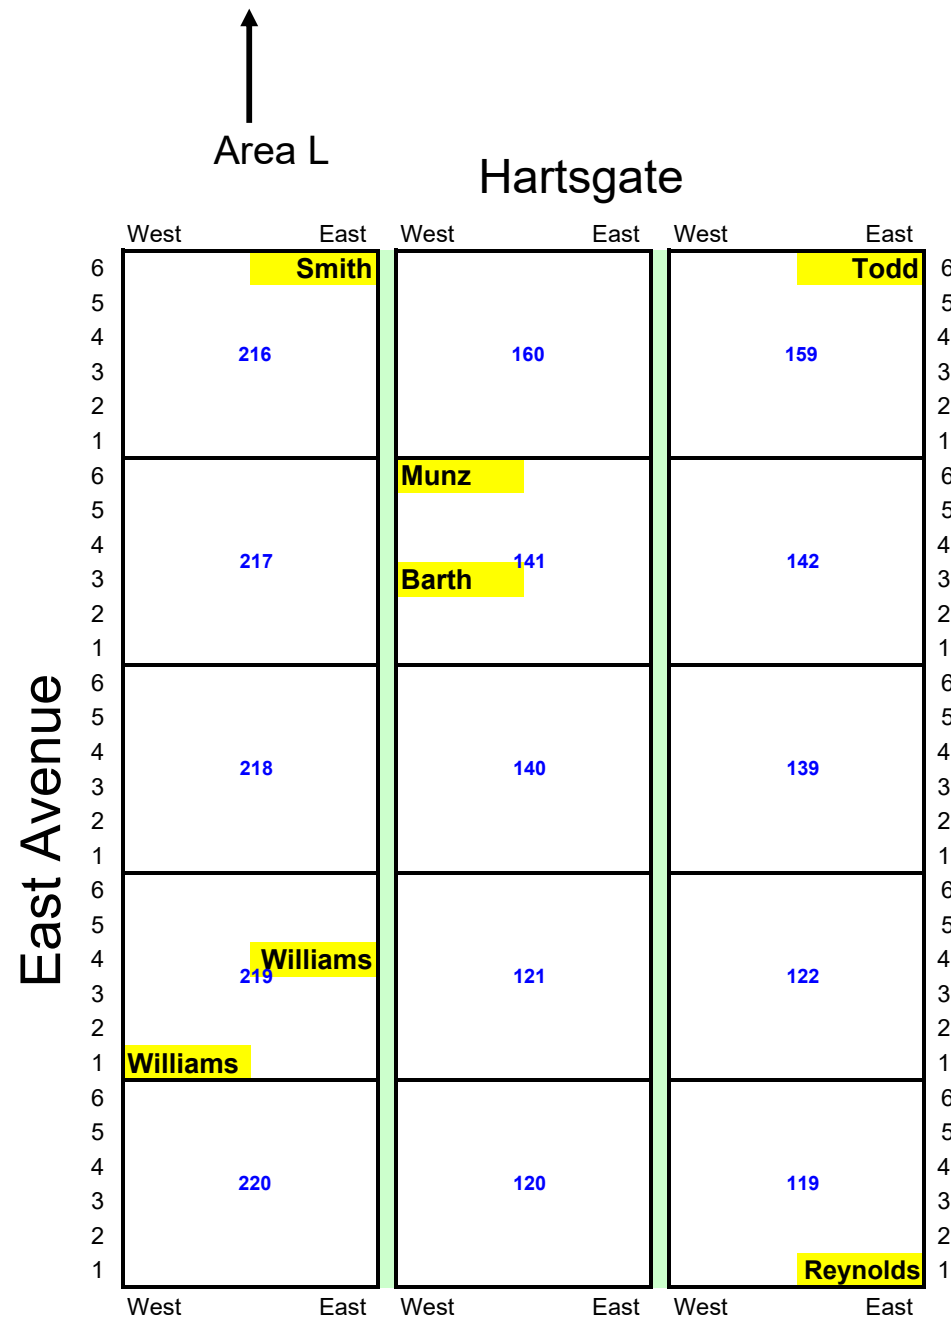 Area L
Hartsgate
West East West East West East
6 Smith Todd 6
5 5
4 4
216 160 159
3 3
2 2
1 1
6 Munz 6
5 5
4 4
217 141 142
3 Barth 3
2 2
1 1
East Avenue
6 6
5 5
4 4
218 140 139
3 3
2 2
1 1
6 6
5 5
4 Williams 4
219 121 122
3 3
2 2
1 Williams 1
6 6
5 5
4 4
220 120 119
3 3
2 2
1 Reynolds 1
West East West East West East